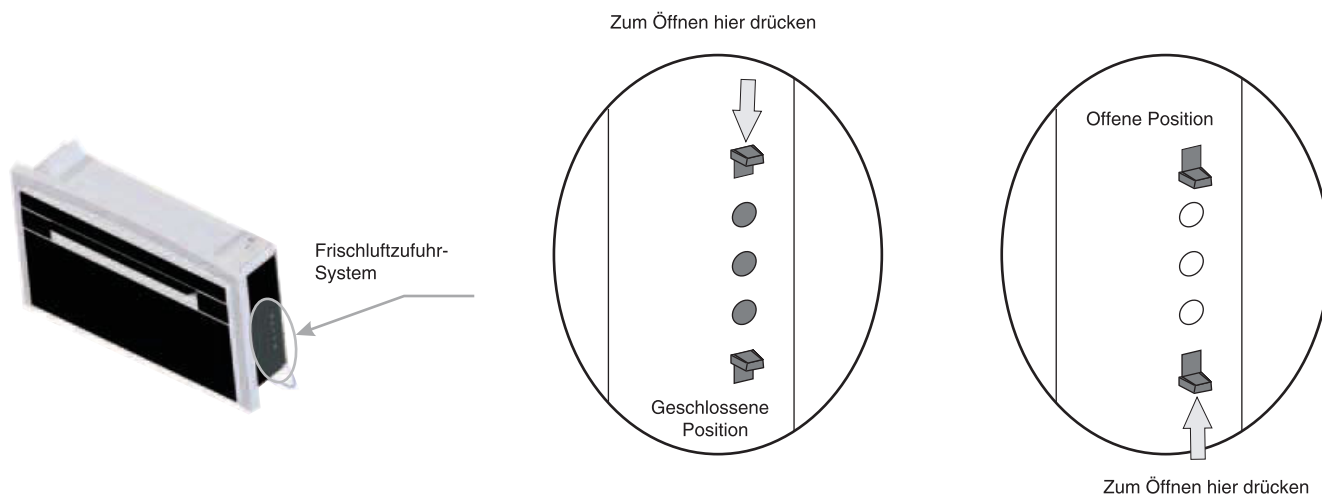 Zum Öffnen hier drücken
Frischluftzufuhr-
System
Geschlossene
Position
Offene Position
Zum Öffnen hier drücken